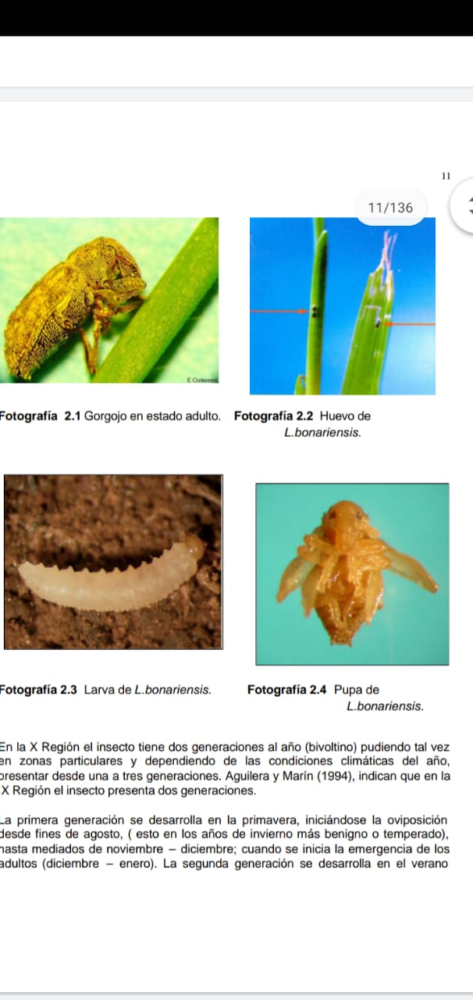 11
11/136
E.Cisternas
Fotografía 2.1 Gorgojo en estado adulto. Fotografía 2.2 Huevo de
L.bonariensis.
Fotografía 2.3 Larva de L.bonariensis. Fotografía 2.4 Pupa de
L.bonariensis.
En la X Región el insecto tiene dos generaciones al año (bivoltino) pudiendo tal vez
en zonas particulares y dependiendo de las condiciones climáticas del año,
presentar desde una a tres generaciones. Aguilera y Marín (1994), indican que en la
X Región el insecto presenta dos generaciones.
La primera generación se desarrolla en la primavera, iniciándose la oviposición
desde fines de agosto, ( esto en los años de invierno más benigno o temperado),
hasta mediados de noviembre – diciembre; cuando se inicia la emergencia de los
adultos (diciembre – enero). La segunda generación se desarrolla en el verano